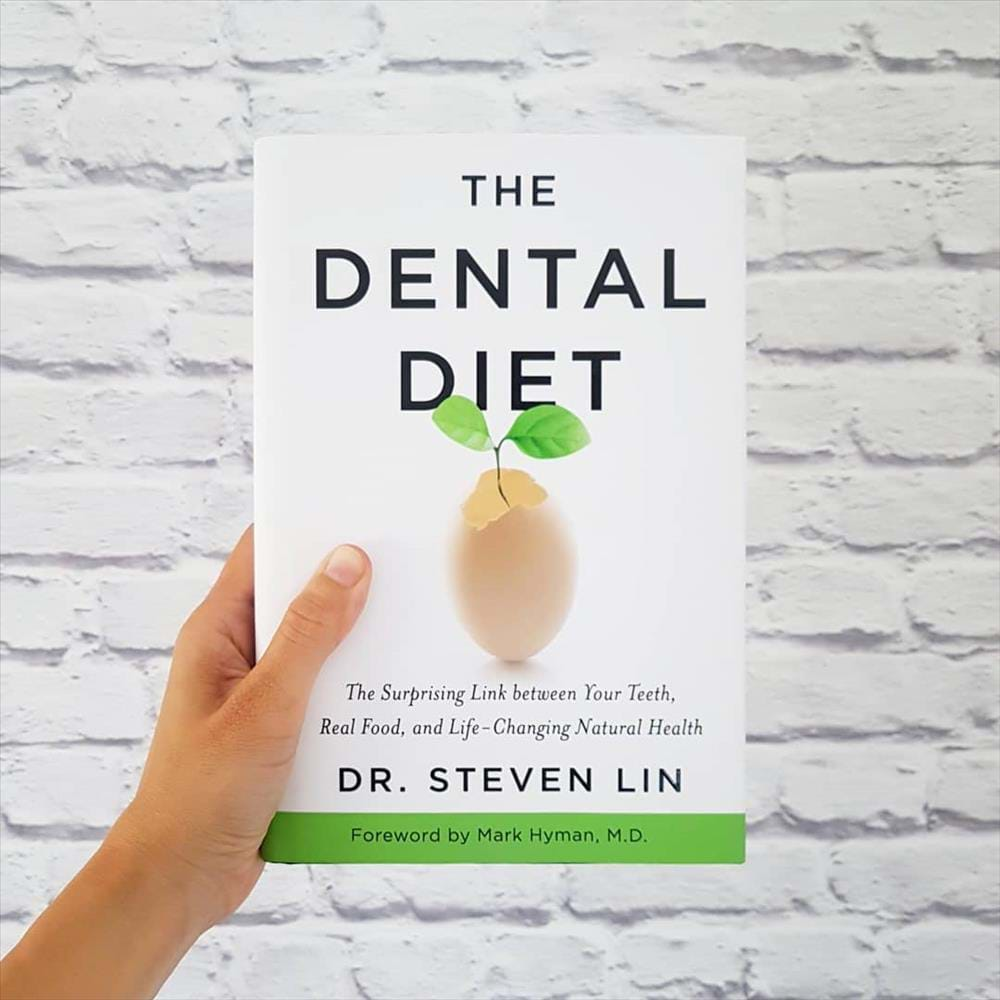 THE
DENTAL
DIET
The Surprising Link between Your Teeth,
Real Food, and Life-Changing Natural Health
DR. STEVEN LIN
Foreword by Mark Hyman, M.D.